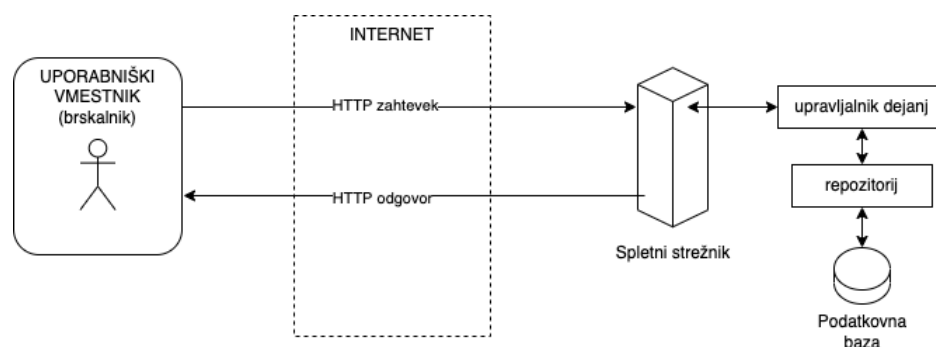 INTERNET
UPORABNIŠKI
VMESTNIK
(brskalnik)
HTTP zahtevek
upravljalnik dejanj
repozitorij
HTTP odgovor
Spletni strežnik
Podatkovna
baza